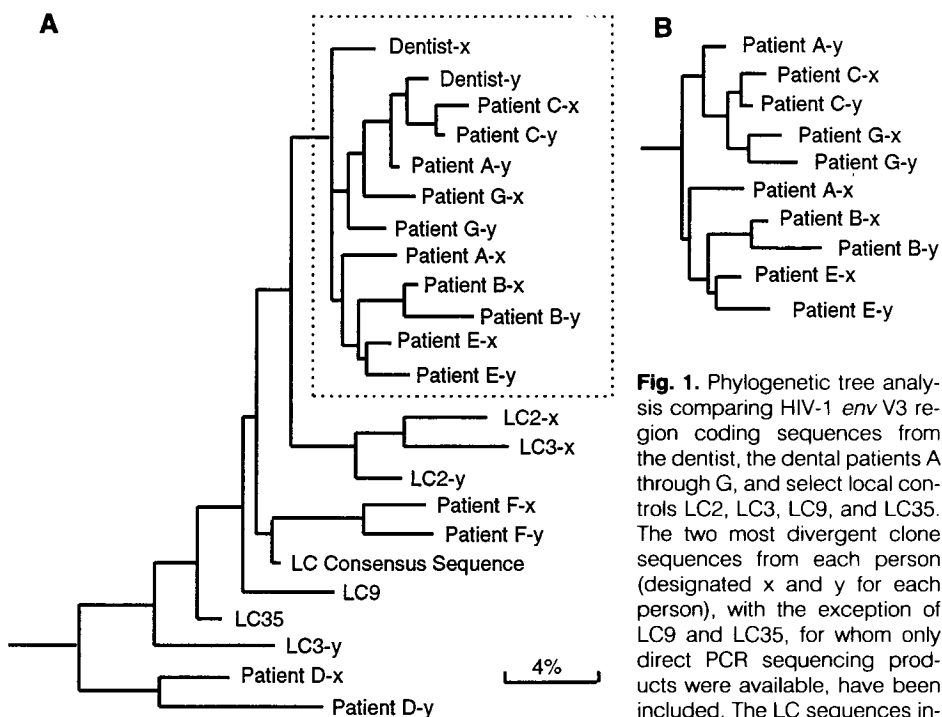 A
Dentist-x
Dentist-y
Patient C-x
Patient C-y
Patient A-y
Patient G-x
Patient G-y
Patient A-x
Patient B-x
Patient B-y
Patient E-x
Patient E-y
LC2-x
LC3-x
LC2-y
Patient F-x
Patient F-y
LC Consensus Sequence
LC9
LC35
LC3-y
Patient D-x
Patient D-y
4%
B
Patient A-y
Patient C-x
Patient C-y
Patient G-x
Patient G-y
Patient A-x
Patient B-x
Patient B-y
Patient E-x
Patient E-y
Fig. 1. Phylogenetic tree analy-
sis comparing HIV-1 env V3 re-
gion coding sequences from
the dentist, the dental patients A
through G, and select local con-
trols LC2, LC3, LC9, and LC35.
The two most divergent clone
sequences from each person
(designated x and y for each
person), with the exception of
LC9 and LC35, for whom only
direct PCR sequencing prod-
ucts were available, have been
included. The LC sequences in-